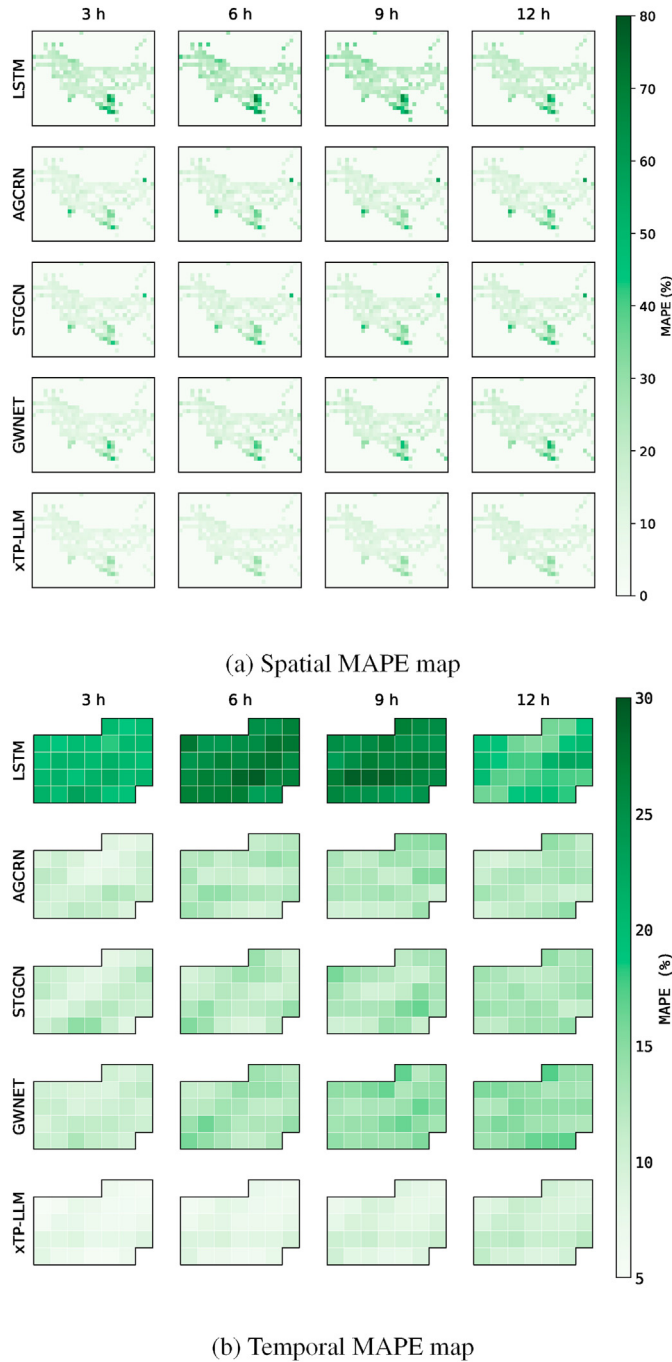 3 h 6 h 9 h 12 h
LSTM
AGCRN
STGCN
GWNET
xTP-LLM
80
70
60
50
40
30
20
10
0
MAPE (%)
(a) Spatial MAPE map
3 h 6 h 9 h 12 h
LSTM
AGCRN
STGCN
GWNET
xTP-LLM
30
25
20
15
10
5
MAPE (%)
(b) Temporal MAPE map